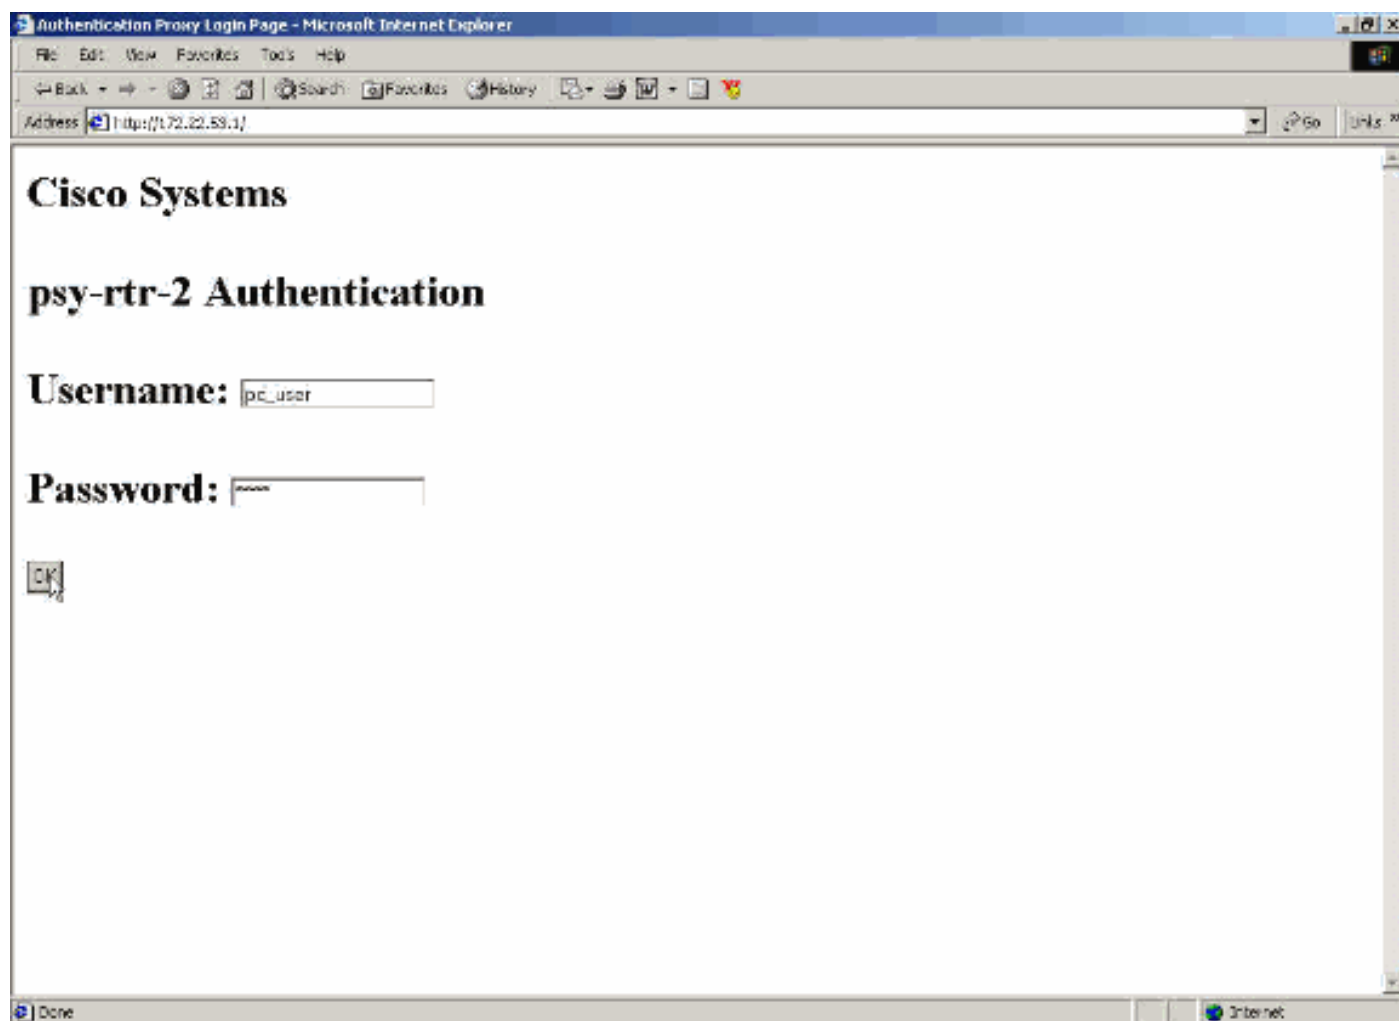 Authentication Proxy Login Page - Microsoft Internet Explorer
File Edit View Favorites Tools Help
Back Search Favorites History
Address http://172.22.53.1/ Go Links »
Cisco Systems
psy-rtr-2 Authentication
Username: pc_user
Password: ****
OK
Done Internet